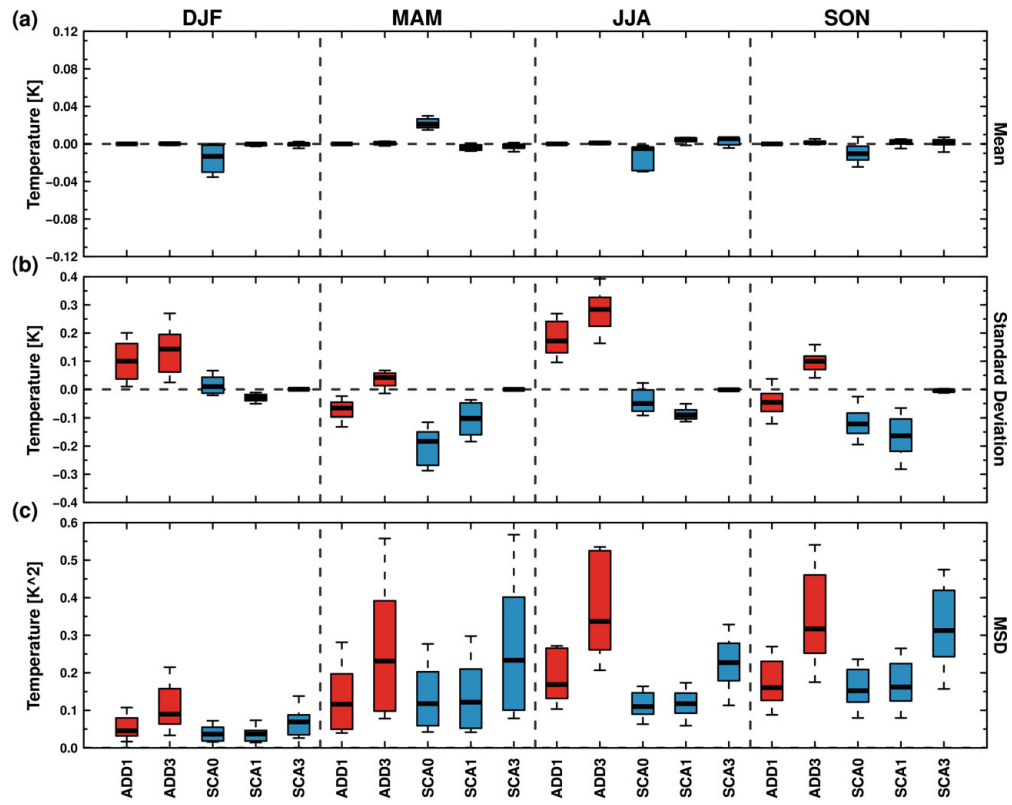 (a) DJF MAM JJA SON
0.12
0.08
0.04
0.00
−0.04
−0.08
−0.12
Temperature [K]
Mean
(b)
0.4
0.3
0.2
0.1
0.0
−0.1
−0.2
−0.3
−0.4
Temperature [K]
Standard Deviation
(c)
0.6
0.5
0.4
0.3
0.2
0.1
0.0
Temperature [K^2]
MSD
ADD1 ADD3 SCA0 SCA1 SCA3 ADD1 ADD3 SCA0 SCA1 SCA3 ADD1 ADD3 SCA0 SCA1 SCA3 ADD1 ADD3 SCA0 SCA1 SCA3